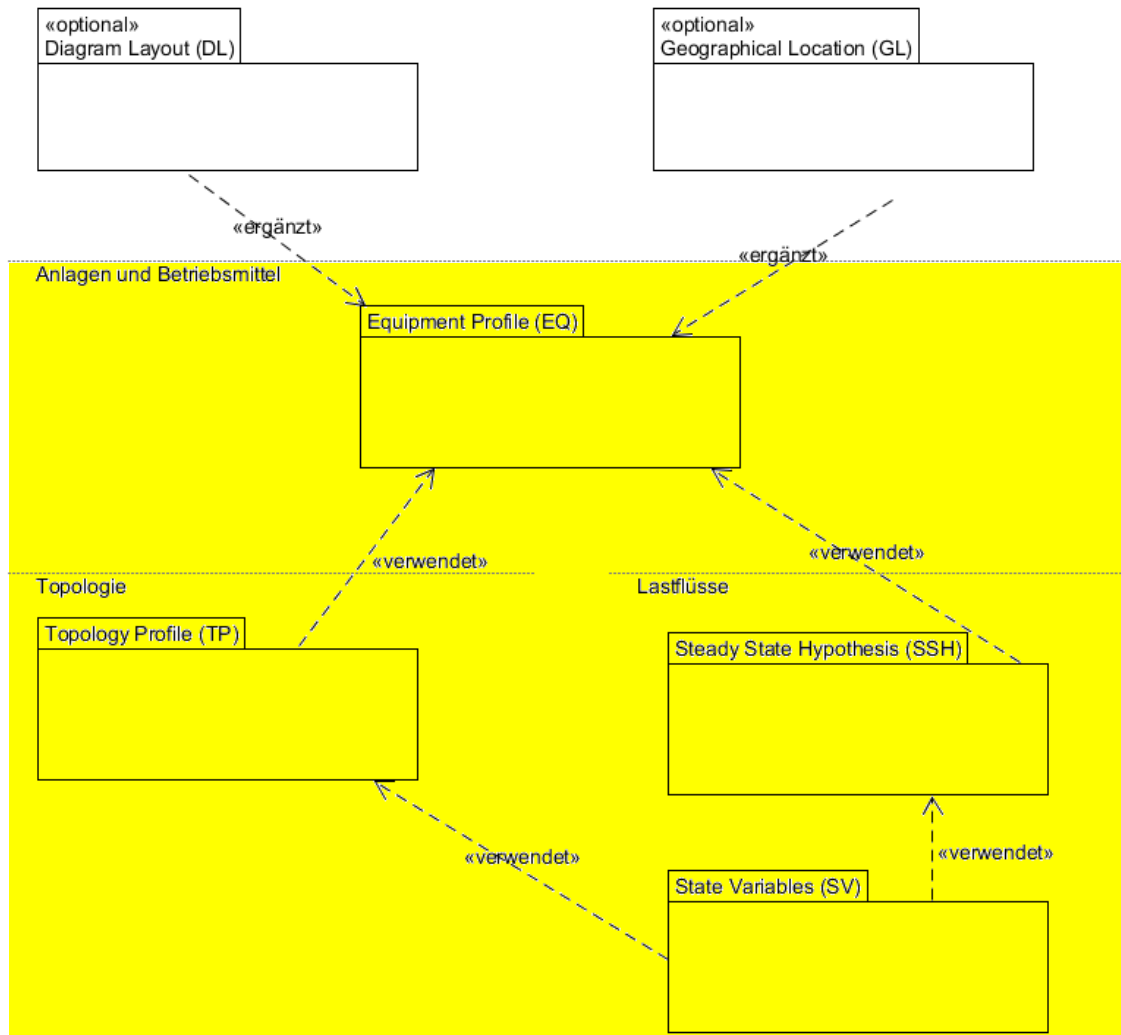 «optional»
Diagram Layout (DL)
«optional»
Geographical Location (GL)
«ergänzt»
«ergänzt»
Anlagen und Betriebsmittel
Equipment Profile (EQ)
«verwendet»
«verwendet»
Topologie
Lastflüsse
Topology Profile (TP)
Steady State Hypothesis (SSH)
«verwendet»
«verwendet»
State Variables (SV)